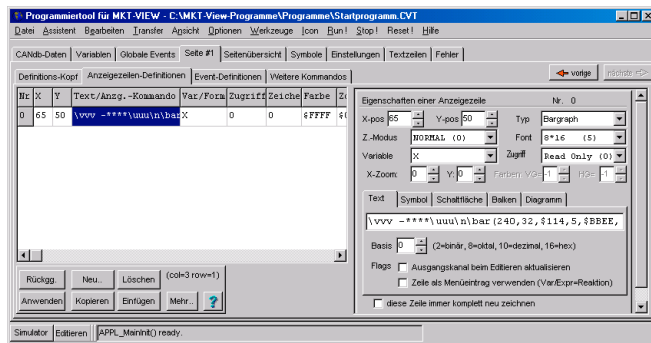 Programmiertool für MKT-VIEW - C:\MKT-View-Programme\Programme\Startprogramm.CVT
Datei Assistent Bearbeiten Transfer Ansicht Optionen Werkzeuge Icon Run! Stop! Reset! Hilfe
CANdb-Daten Variablen Globale Events Seite #1 Seitenübersicht Symbole Einstellungen Textzeilen Fehler
Definitions-Kopf Anzeigezeilen-Definitionen Event-Definitionen Weitere Kommandos
vorige nächste
Nr X Y Text/Anzg.-Kommando Var/Form Zugriff Zeiche Farbe
0 65 50 \vvv -****\uuu\n\bar X 0 0 $FFFF
Eigenschaften einer Anzeigezeile Nr. 0
X-pos 65 Y-pos 50 Typ Bargraph
Z.-Modus NORMAL (0) Font 8*16 (5)
Variable X Zugriff Read Only (0)
X-Zoom: 0 Y: 0 Farben: VG= -1 HG= -1
Text Symbol Schaltfläche Balken Diagramm
\vvv -****\uuu\n\bar(240,32,$114,5,$BBEE,
Basis 0 (2=binär, 8=oktal, 10=dezimal, 16=hex)
Flags Ausgangskanal beim Editieren aktualisieren
Zeile als Menüeintrag verwenden (Var/Expr=Reaktion)
diese Zeile immer komplett neu zeichnen
Rückgg. Neu.. Löschen (col=3 row=1)
Anwenden Kopieren Einfügen Mehr.. ?
Simulator Editieren APPL_MainInit() ready.